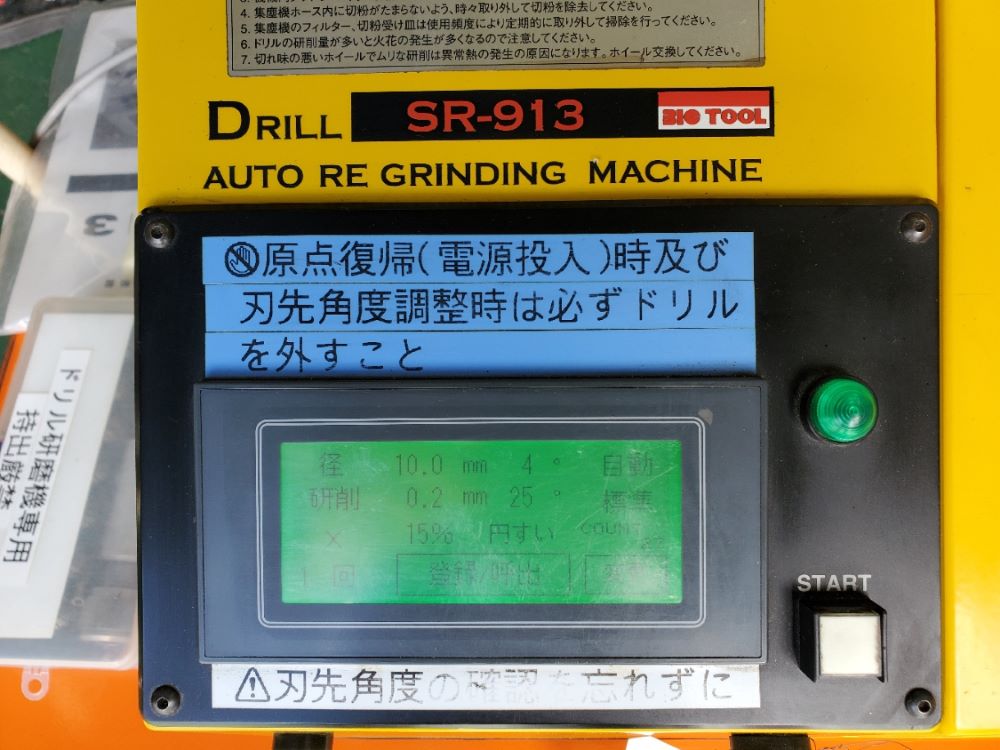 4. 集塵機ホース内に切粉がたまらないよう、時々取り外して切粉を除去してください。
5. 集塵機のフィルター、切粉受け皿は使用頻度により定期的に取り外して掃除を行ってください。
6. ドリルの研削量が多いと火花の発生が多くなるので注意してください。
7. 切れ味の悪いホイールでムリな研削は異常熱の発生の原因になります。ホイール交換してください。
DRILL SR-913 BIG TOOL
AUTO RE GRINDING MACHINE
原点復帰(電源投入)時及び
刃先角度調整時は必ずドリル
を外すこと
径 10.0 mm 4 ° 自動
研削 0.2 mm 25 ° 標準
X 15% 円すい COUNT
1 回 登録/呼出
START
刃先角度の確認を忘れずに
ドリル研磨機専用
持出厳禁
3